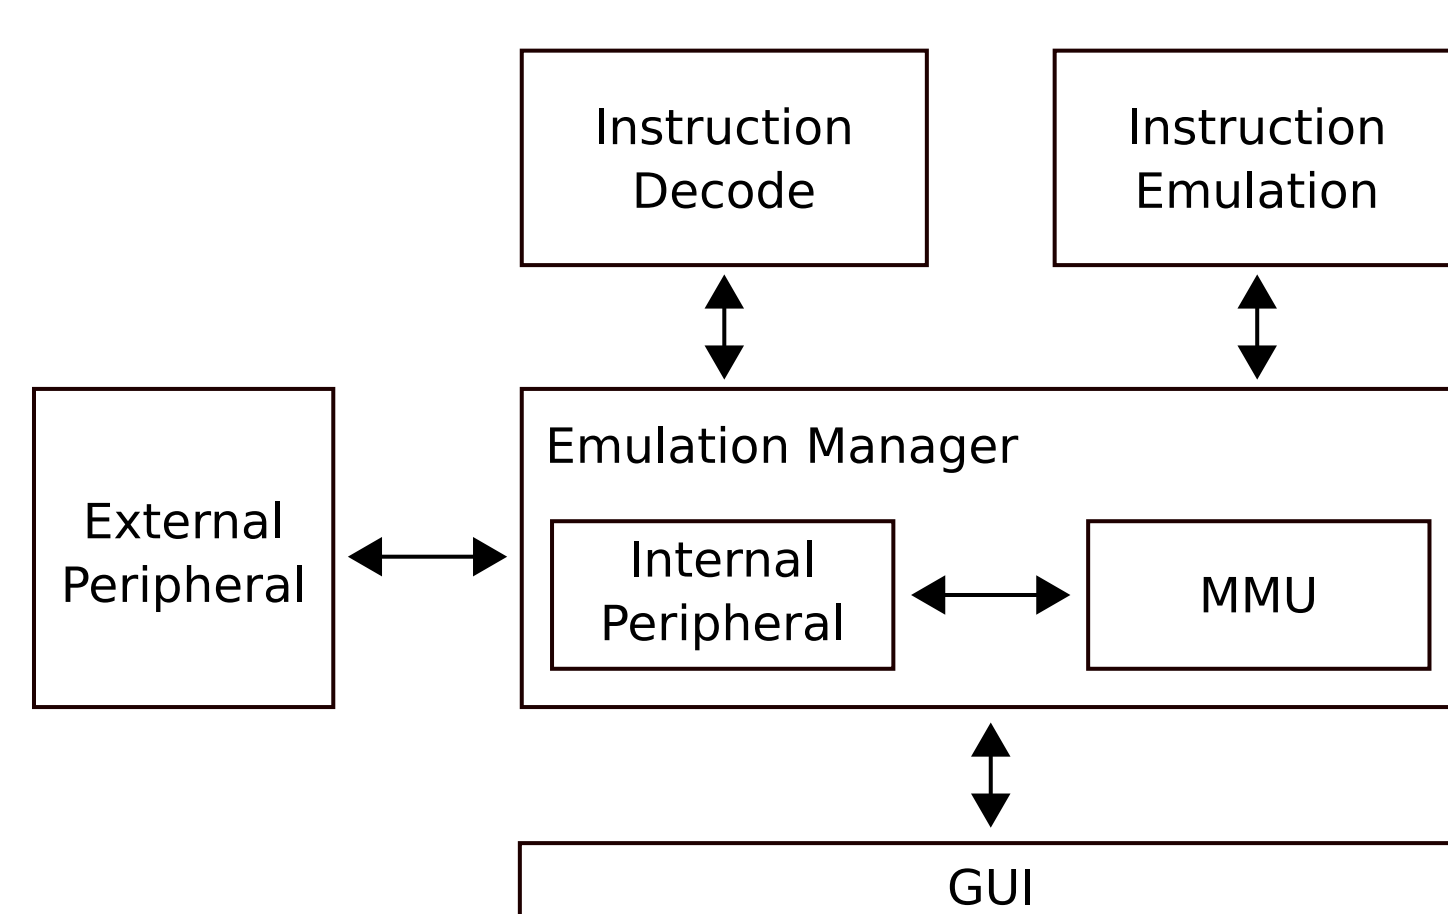 Instruction
Decode
Instruction
Emulation
External
Peripheral
Emulation Manager
Internal
Peripheral
MMU
GUI